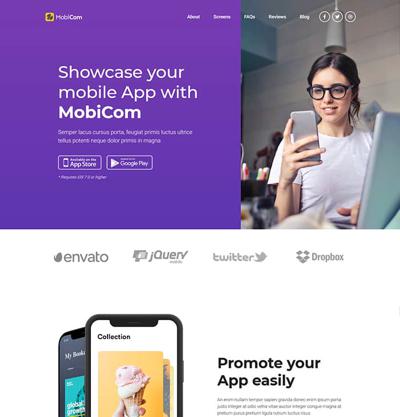 MobiCom
About Screens FAQs Reviews Blog
Showcase your
mobile App with
MobiCom
Semper lacus cursus porta, feugiat primis luctus ultrice
tellus potenti neque dolor primis in magna
Available on the
App Store
Google Play
* Requires iOS 7.0 or higher
envato
jQuery
mobile
twitter
Dropbox
Collection
My Books
global
growth
Promote your
App easily
An enim nullam tempor sapien gravida donec enim ipsum porta
justo integer at odio velna vitae auctor integer congue magna at
pretium purus pretium ligula rutrum luctus risus